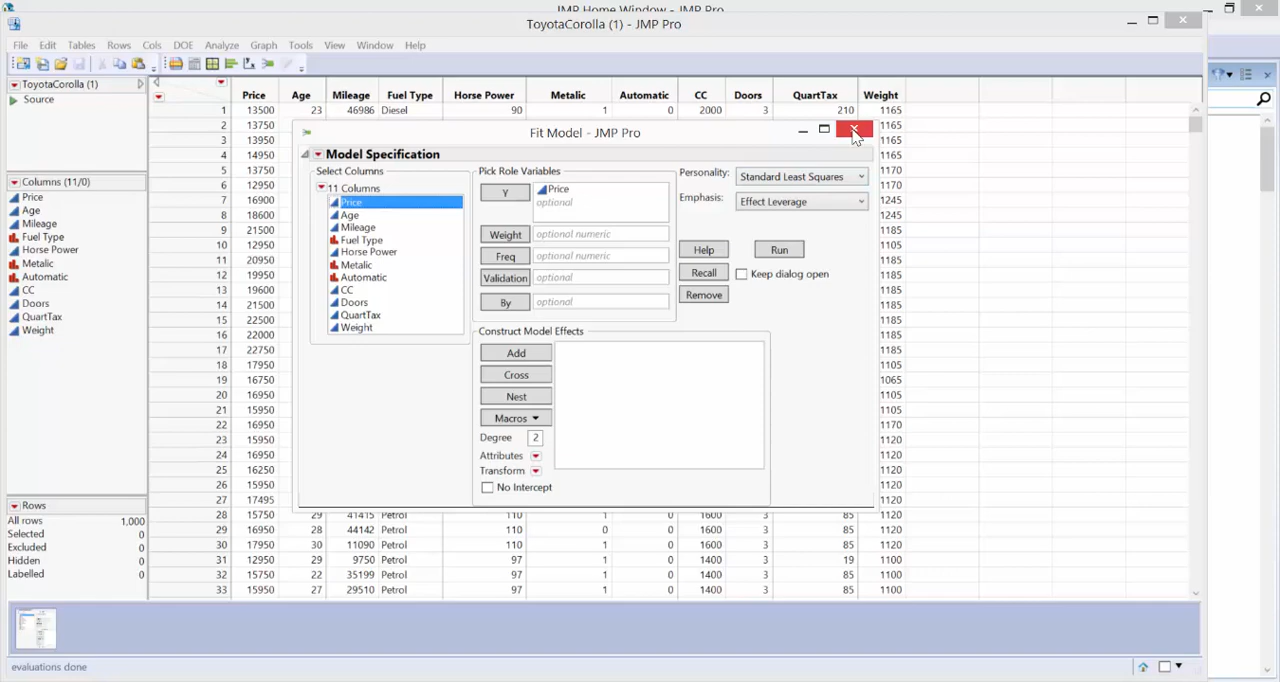 JMP Home Window - JMP Pro
ToyotaCorolla (1) - JMP Pro
File Edit Tables Rows Cols DOE Analyze Graph Tools View Window Help
ToyotaCorolla (1)
Source
Columns (11/0)
Price
Age
Mileage
Fuel Type
Horse Power
Metalic
Automatic
CC
Doors
QuartTax
Weight
Rows
All rows 1,000
Selected 0
Excluded 0
Hidden 0
Labelled 0
Price Age Mileage Fuel Type Horse Power Metalic Automatic CC Doors QuartTax Weight
1 13500 23 46986 Diesel 90 1 0 2000 3 210 1165
2 13750 1165
3 13950 1165
4 14950 1165
5 13750 1170
6 12950 1170
7 16900 1245
8 18600 1245
9 21500 1185
10 12950 1105
11 20950 1185
12 19950 1185
13 19600 1185
14 21500 1185
15 22500 1185
16 22000 1185
17 22750 1185
18 17950 1105
19 16750 1065
20 16950 1105
21 15950 1105
22 16950 1170
23 15950 1120
24 16950 1120
25 16250 1120
26 15950 1120
27 17495 1120
28 15750 29 41415 Petrol 110 1 0 1600 3 85 1120
29 16950 28 44142 Petrol 110 0 0 1600 3 85 1120
30 17950 30 11090 Petrol 110 1 0 1600 3 85 1120
31 12950 29 9750 Petrol 97 1 0 1400 3 19 1100
32 15750 22 35199 Petrol 97 1 0 1400 3 85 1100
33 15950 27 29510 Petrol 97 1 0 1400 3 85 1100
Fit Model - JMP Pro
Model Specification
Select Columns
11 Columns
Price
Age
Mileage
Fuel Type
Horse Power
Metalic
Automatic
CC
Doors
QuartTax
Weight
Pick Role Variables
Y Price
optional
Weight optional numeric
Freq optional numeric
Validation optional
By optional
Personality: Standard Least Squares
Emphasis: Effect Leverage
Help Run
Recall Keep dialog open
Remove
Construct Model Effects
Add
Cross
Nest
Macros
Degree 2
Attributes
Transform
No Intercept
evaluations done